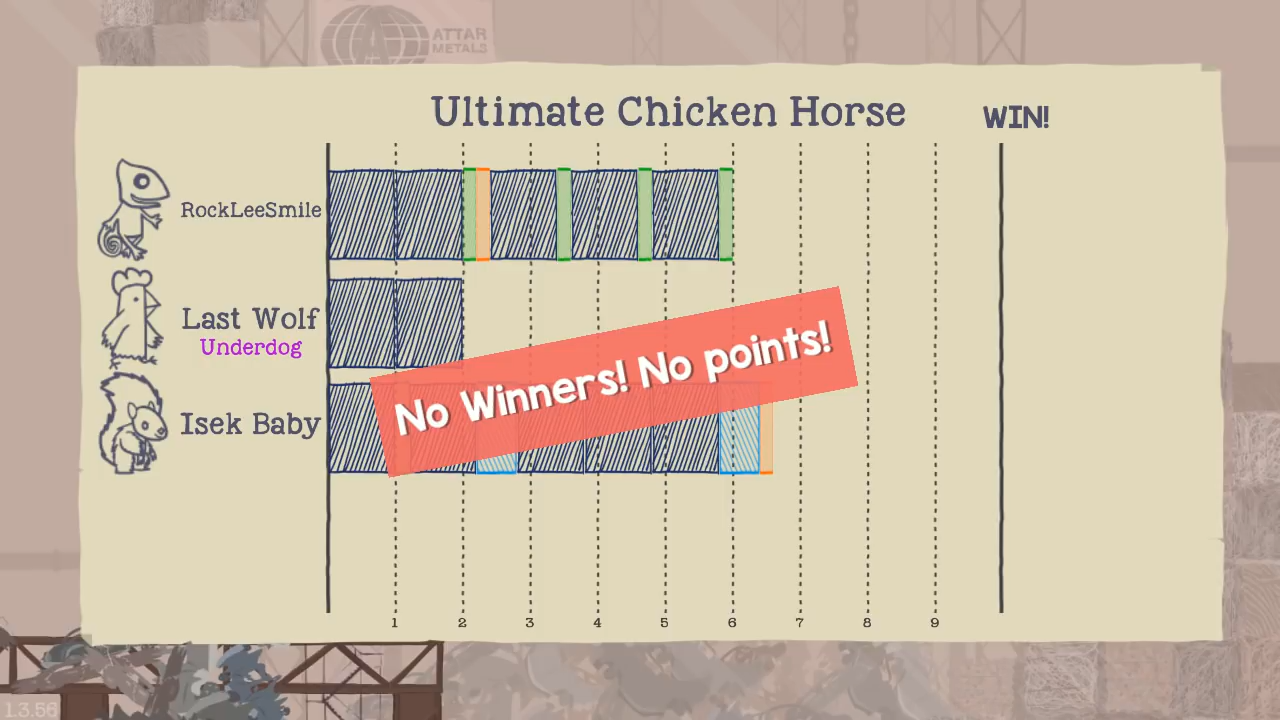 ATTAR
METALS
Ultimate Chicken Horse
WIN!
RockLeeSmile
Last Wolf
Underdog
Isek Baby
No Winners! No points!
1 2 3 4 5 6 7 8 9
1.3.56